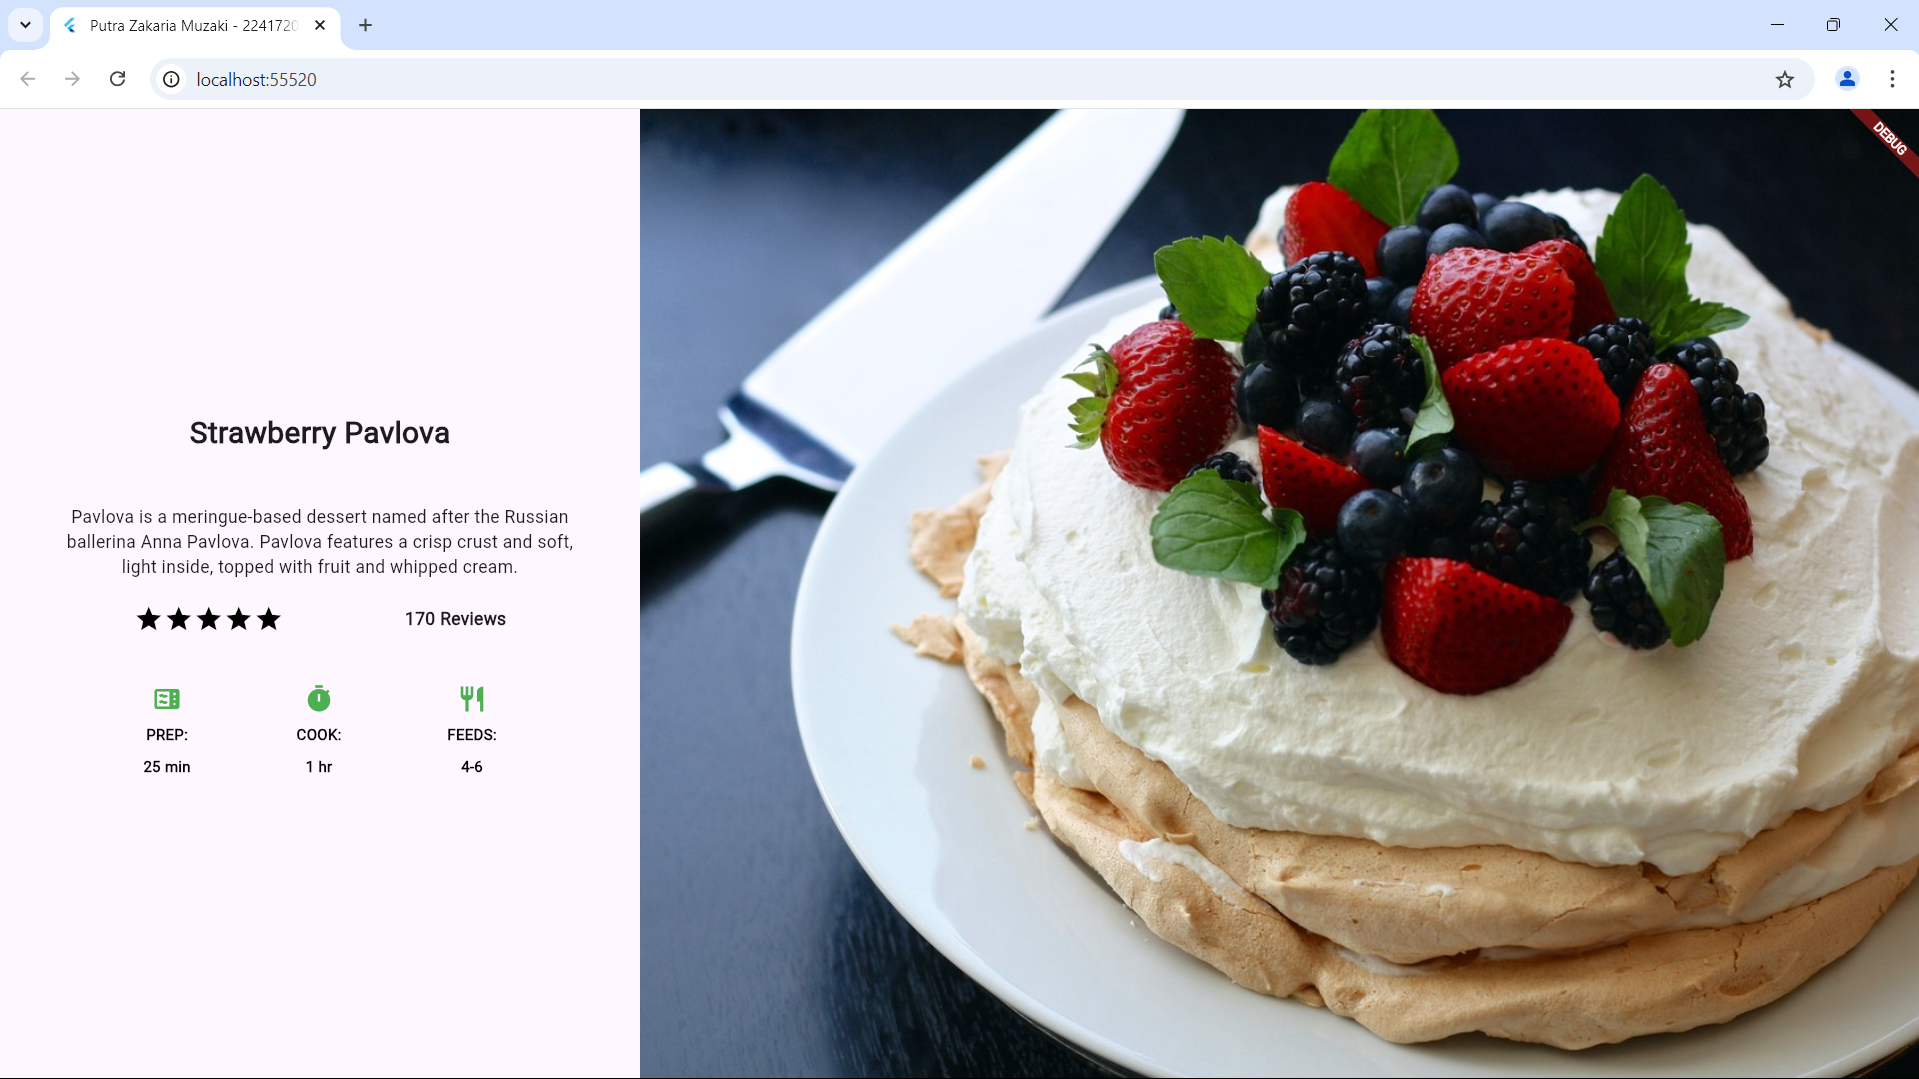 Putra Zakaria Muzaki - 2241720
localhost:55520
DEBUG
Strawberry Pavlova
Pavlova is a meringue-based dessert named after the Russian
ballerina Anna Pavlova. Pavlova features a crisp crust and soft,
light inside, topped with fruit and whipped cream.
170 Reviews
PREP: COOK: FEEDS:
25 min 1 hr 4-6